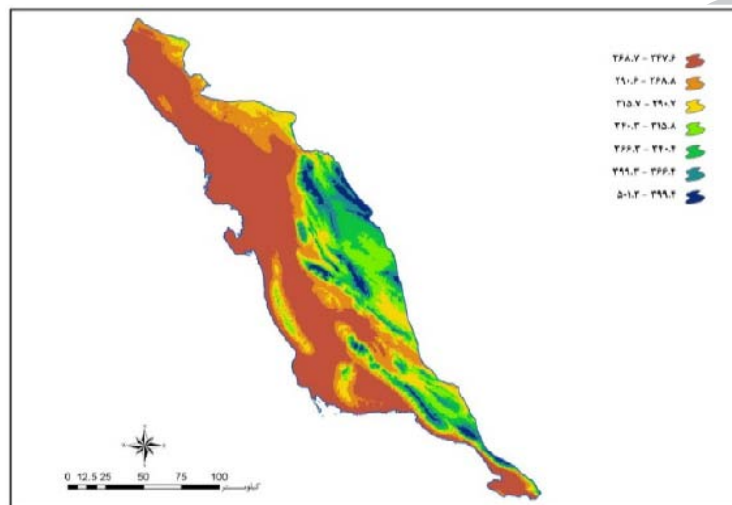 ۲۶۸.۷ - ۲۴۷.۶
۲۹۰.۶ - ۲۶۸.۸
۳۱۵.۷ - ۲۹۰.۷
۳۴۰.۳ - ۳۱۵.۸
۳۶۶.۳ - ۳۴۰.۴
۳۹۹.۳ - ۳۶۶.۴
۵۰۱.۲ - ۳۹۹.۴
0 12.5 25 50 75 100
کیلومتر